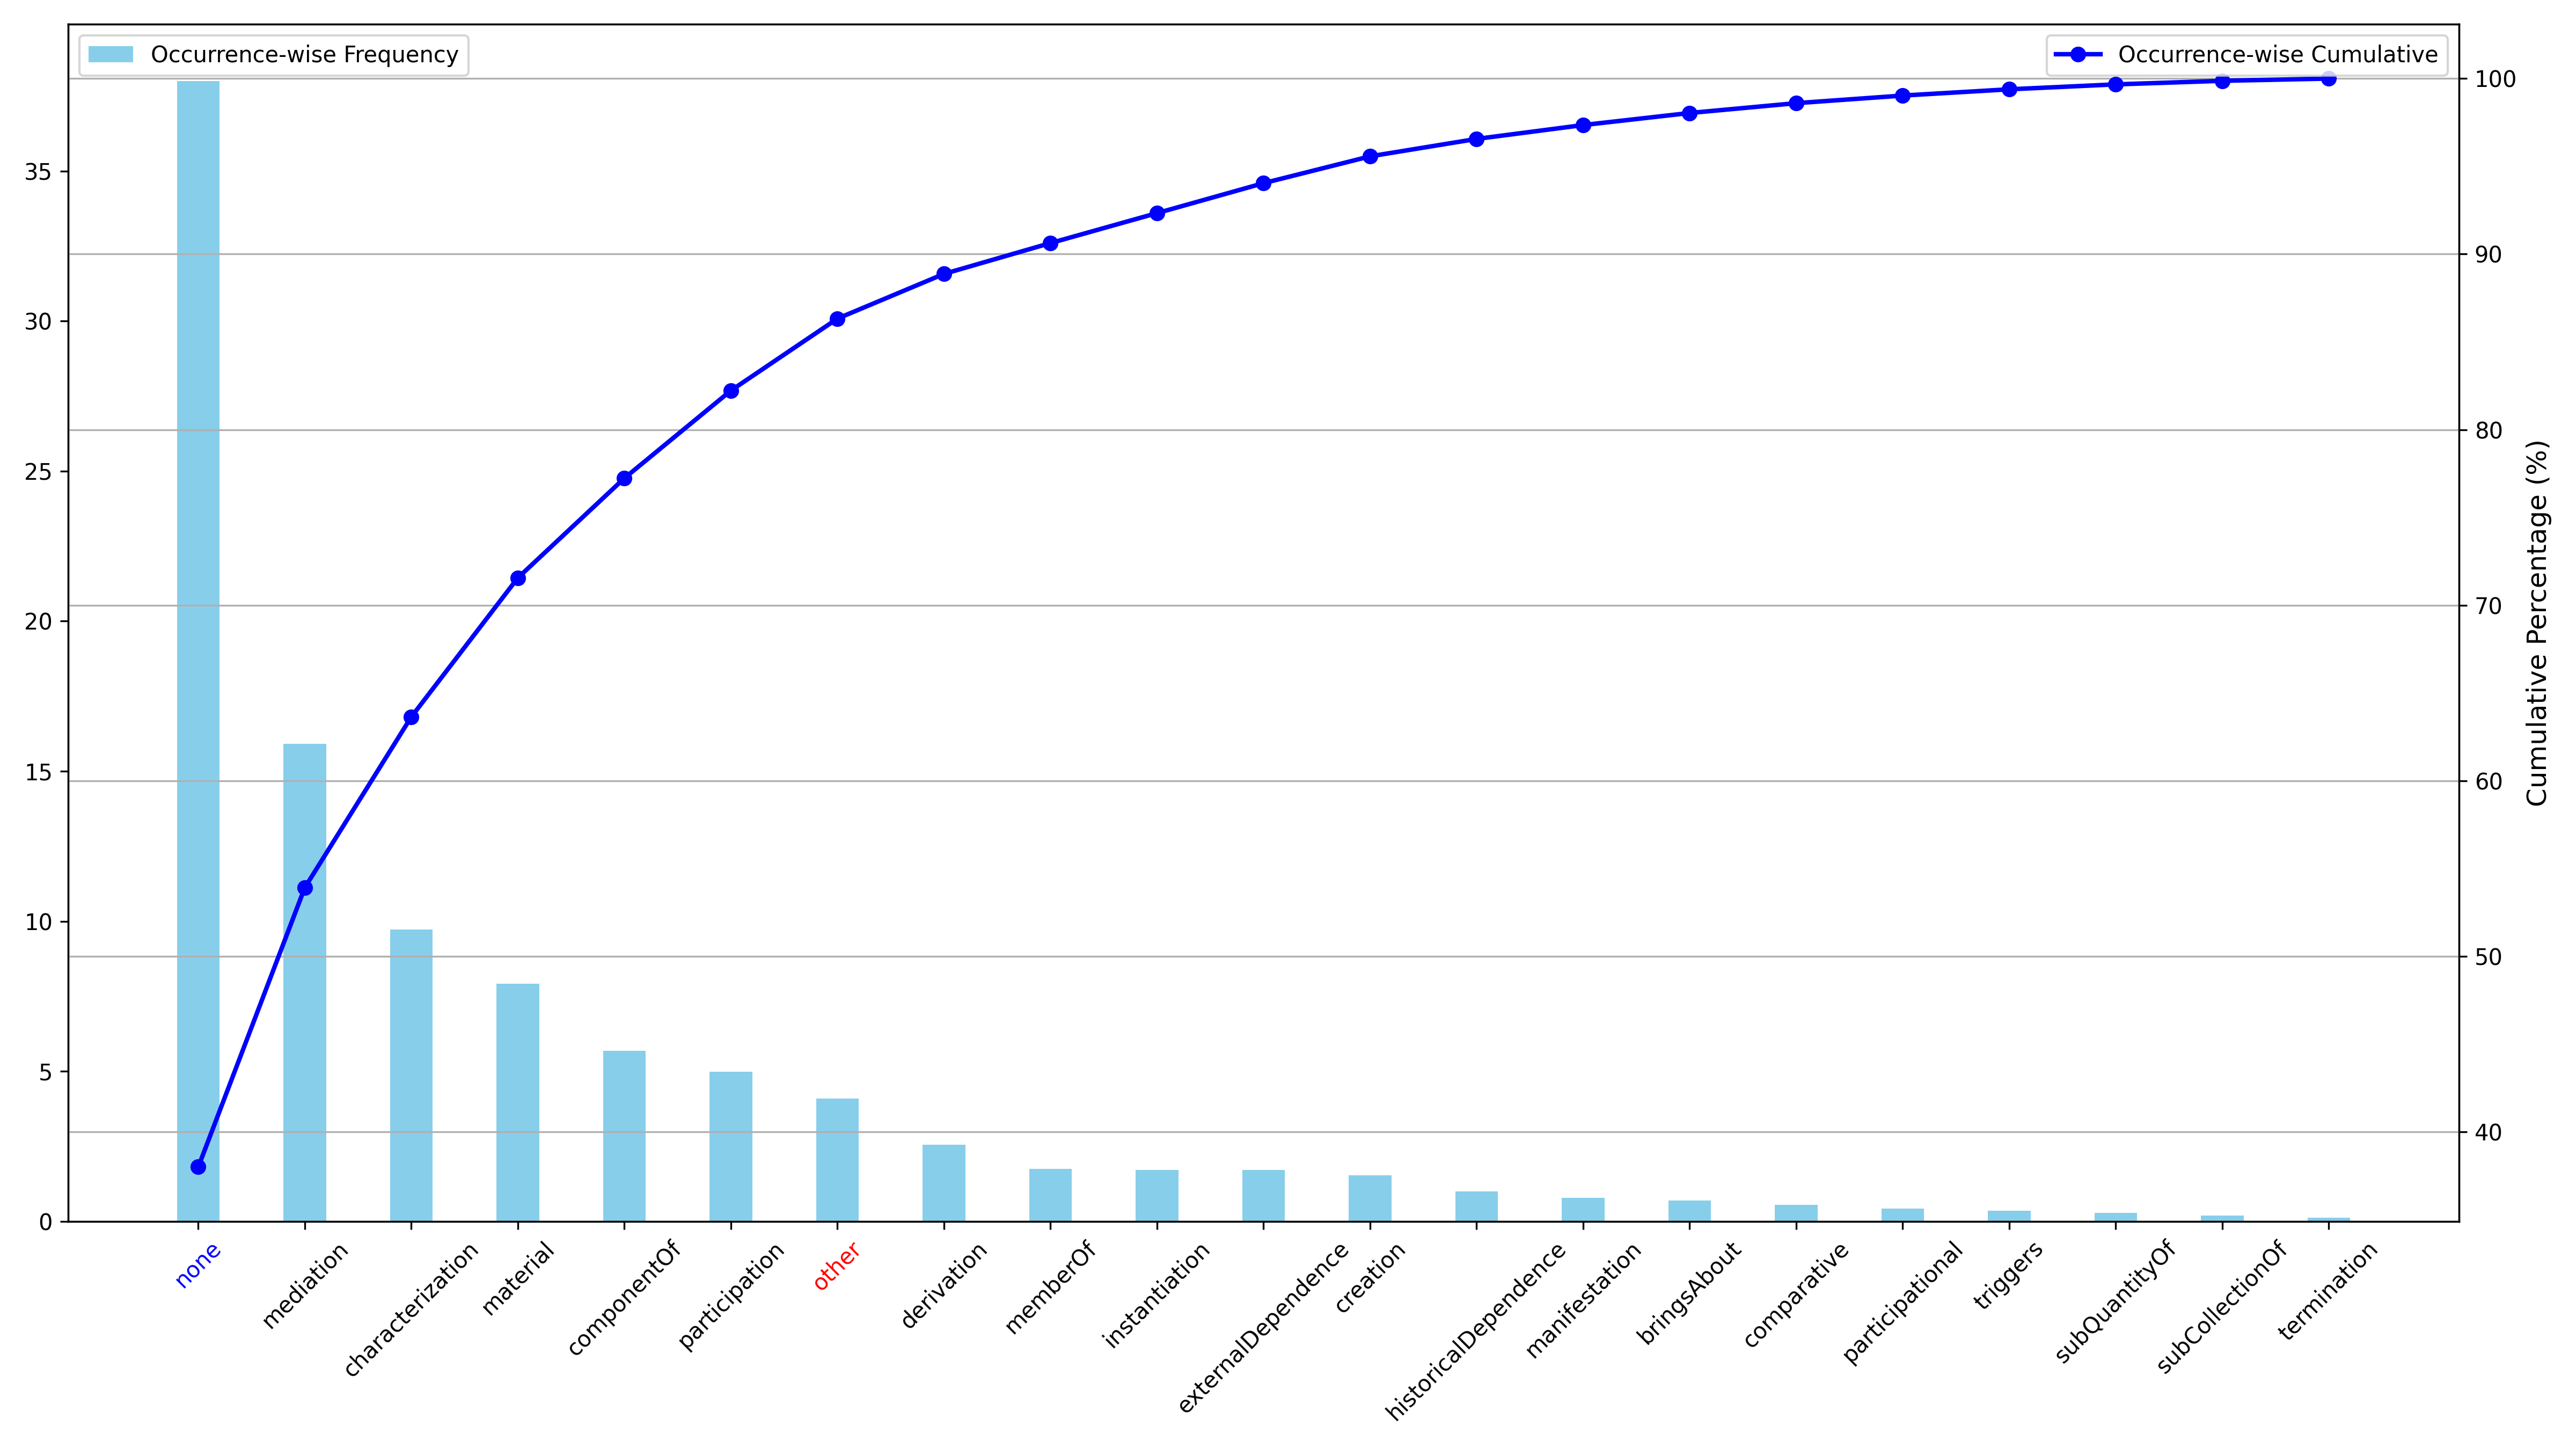 Occurrence-wise Frequency
Occurrence-wise Cumulative
35
30
25
20
15
10
5
0
100
90
80
70
60
50
40
Cumulative Percentage (%)
none
mediation
characterization
material
componentOf
participation
other
derivation
memberOf
instantiation
externalDependence
creation
historicalDependence
manifestation
bringsAbout
comparative
participational
triggers
subQuantityOf
subCollectionOf
termination